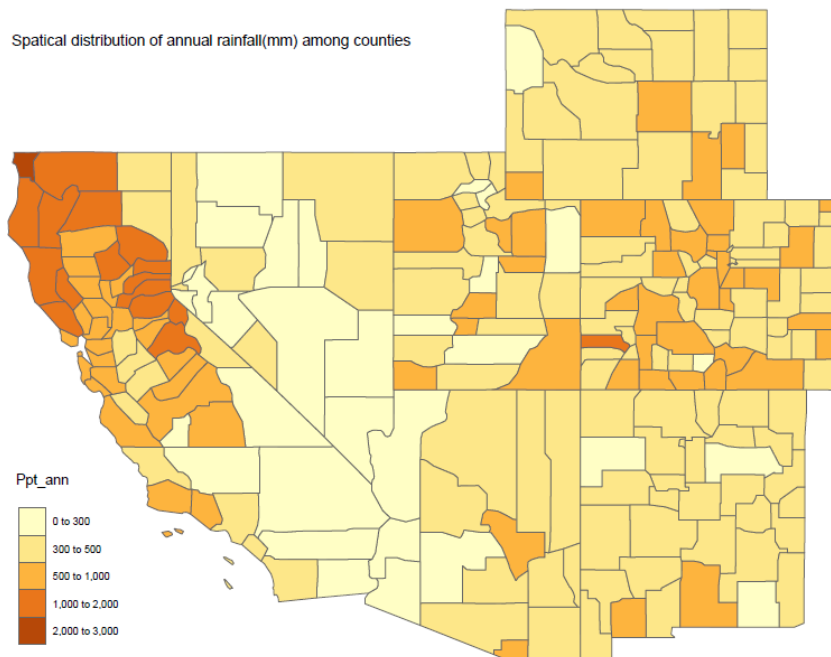 Spatical distribution of annual rainfall(mm) among counties
Ppt_ann
0 to 300
300 to 500
500 to 1,000
1,000 to 2,000
2,000 to 3,000